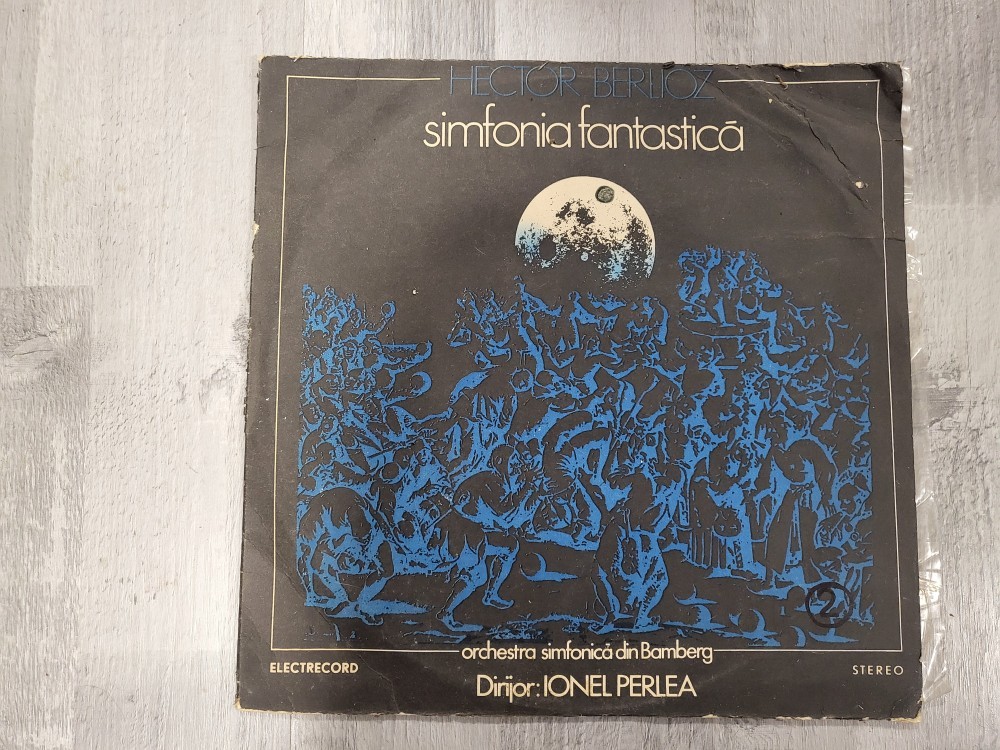 HECTOR BERLIOZ
simfonia fantastică
2
orchestra simfonică din Bamberg
ELECTRECORD
STEREO
Dirijor: IONEL PERLEA